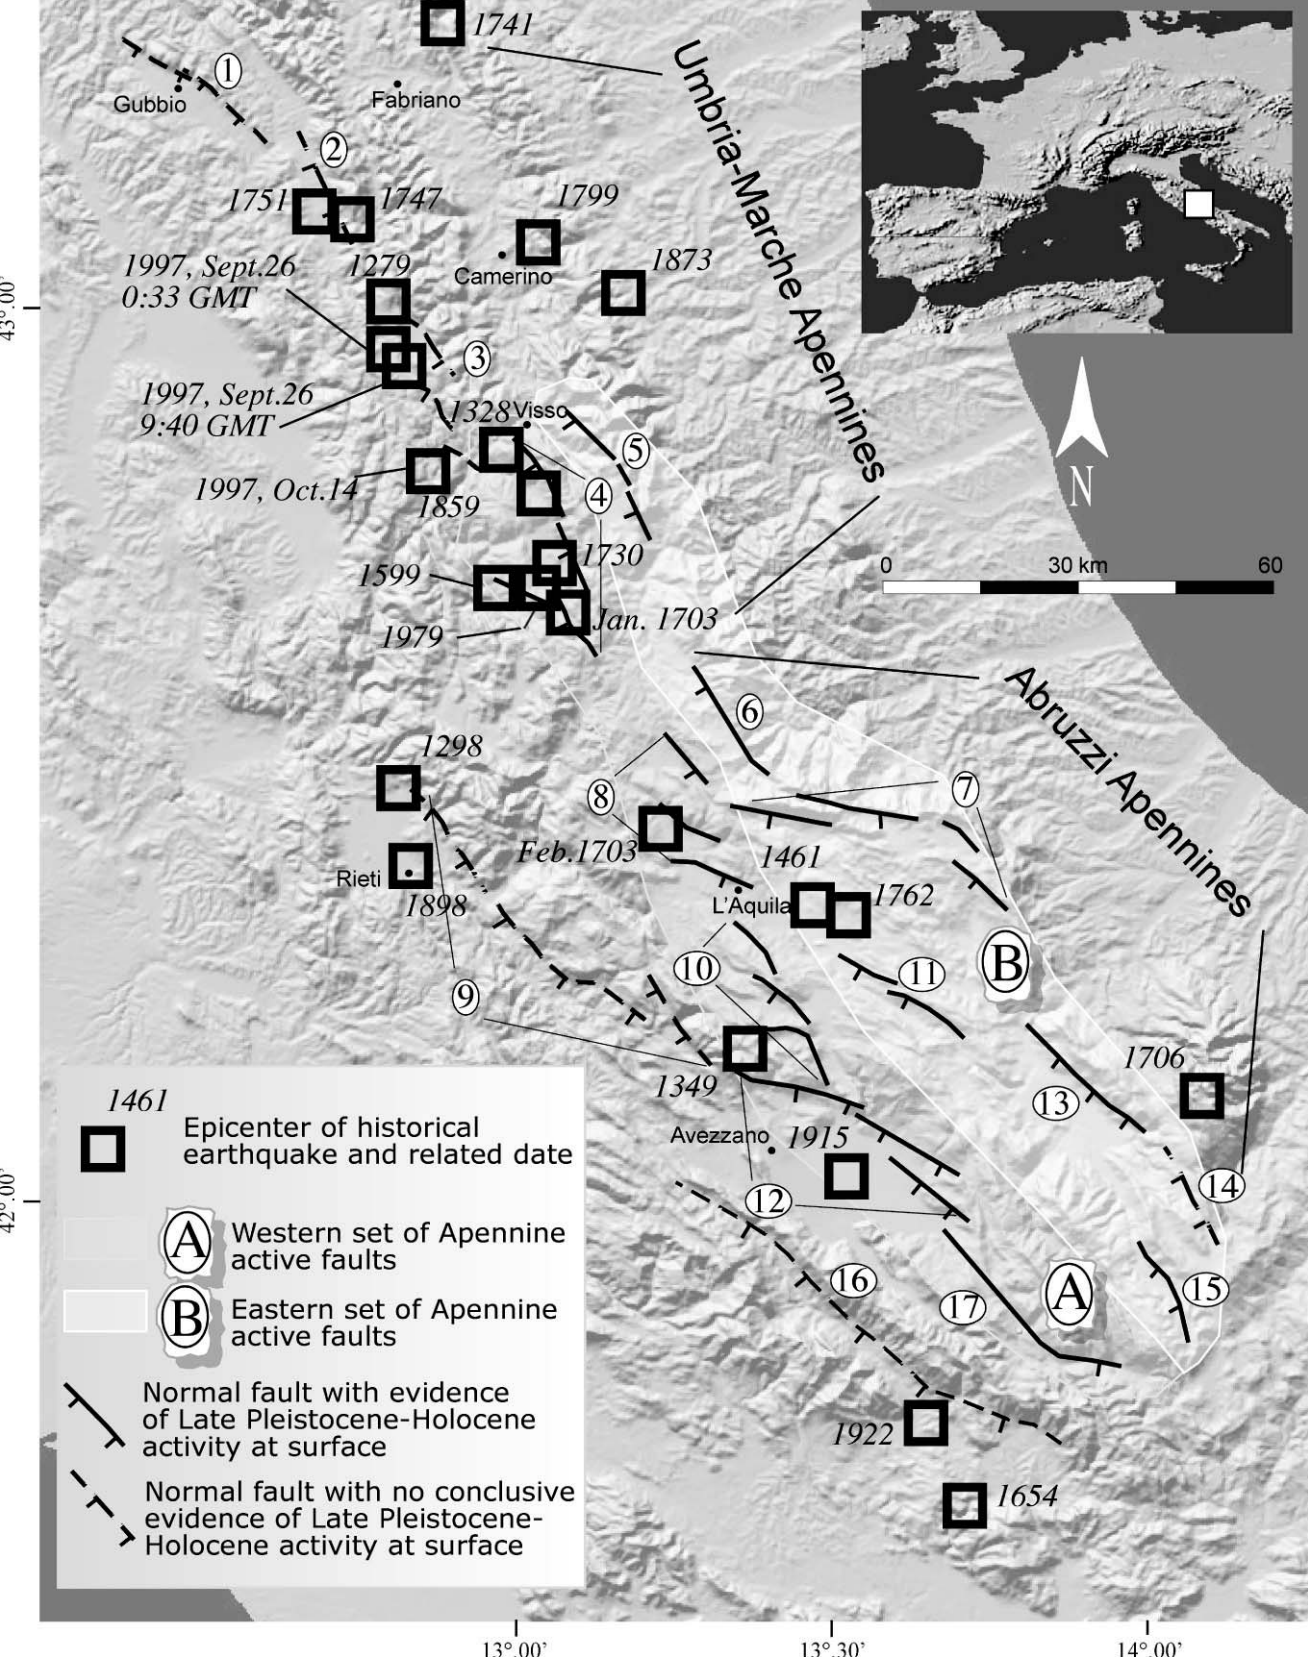 1741
Umbria-Marche Apennines
1
Gubbio
Fabriano
2
1751
1747
1799
1997, Sept.26
0:33 GMT
1279
Camerino
1873
43°.00'
3
1997, Sept.26
9:40 GMT
1328
Visso
5
N
1997, Oct.14
1859
4
0
30 km
60
1730
1599
Jan. 1703
1979
Abruzzi Apennines
6
1298
7
8
Feb.1703
1461
Rieti
1898
L'Aquila
1762
10
11
B
9
1349
1706
13
Avezzano
1915
14
12
42°.00'
16
17
A
15
1922
1654
1461
Epicenter of historical
earthquake and related date
A
Western set of Apennine
active faults
B
Eastern set of Apennine
active faults
Normal fault with evidence
of Late Pleistocene-Holocene
activity at surface
Normal fault with no conclusive
evidence of Late Pleistocene-
Holocene activity at surface
13°.00'
13°.30'
14°.00'